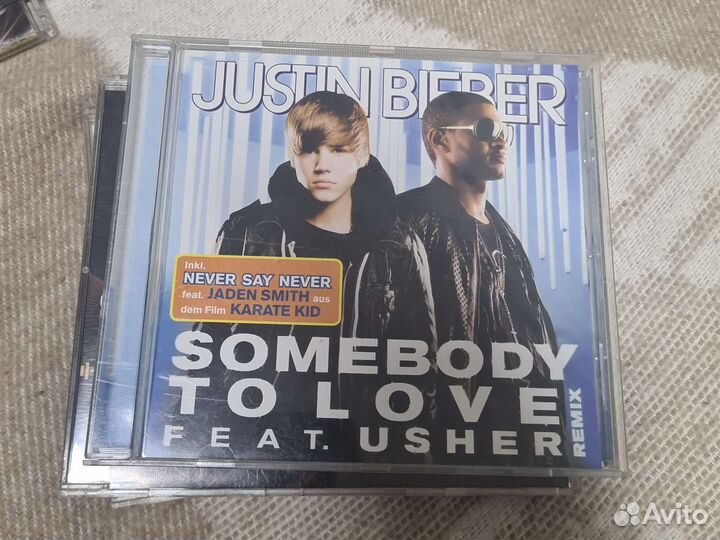 JUSTIN BIEBER
Inkl.
NEVER SAY NEVER
feat. JADEN SMITH aus
dem Film KARATE KID
SOMEBODY
TO LOVE
FEAT. USHER
REMIX
Avito